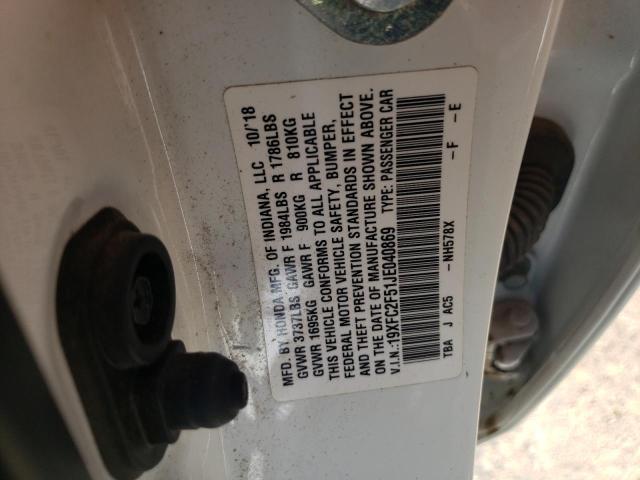 MFD. BY HONDA MFG. OF INDIANA, LLC 10/'18
GVWR 3737LBS GAWR F 1984LBS R 1786LBS
GVWR 1695KG GAWR F 900KG R 810KG
THIS VEHICLE CONFORMS TO ALL APPLICABLE
FEDERAL MOTOR VEHICLE SAFETY, BUMPER,
AND THEFT PREVENTION STANDARDS IN EFFECT
ON THE DATE OF MANUFACTURE SHOWN ABOVE.
V.I.N.:19XFC2F51JE040869 TYPE: PASSENGER CAR
TBA J AC5 - NH578X - F - E